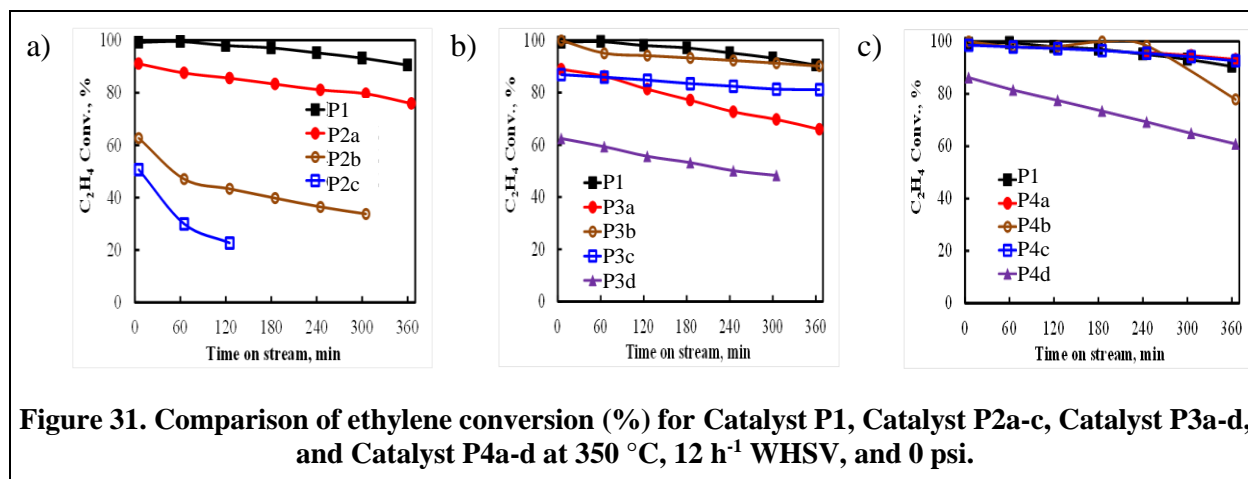 a)
C₂H₄ Conv., %
100
80
60
40
20
0
P1
P2a
P2b
P2c
0 60 120 180 240 300 360
Time on stream, min
b)
C₂H₄ Conv., %
100
80
60
40
20
0
P1
P3a
P3b
P3c
P3d
0 60 120 180 240 300 360
Time on stream, min
c)
C₂H₄ Conv., %
100
80
60
40
20
0
P1
P4a
P4b
P4c
P4d
0 60 120 180 240 300 360
Time on stream, min
Figure 31. Comparison of ethylene conversion (%) for Catalyst P1, Catalyst P2a-c, Catalyst P3a-d,
and Catalyst P4a-d at 350 °C, 12 h⁻¹ WHSV, and 0 psi.